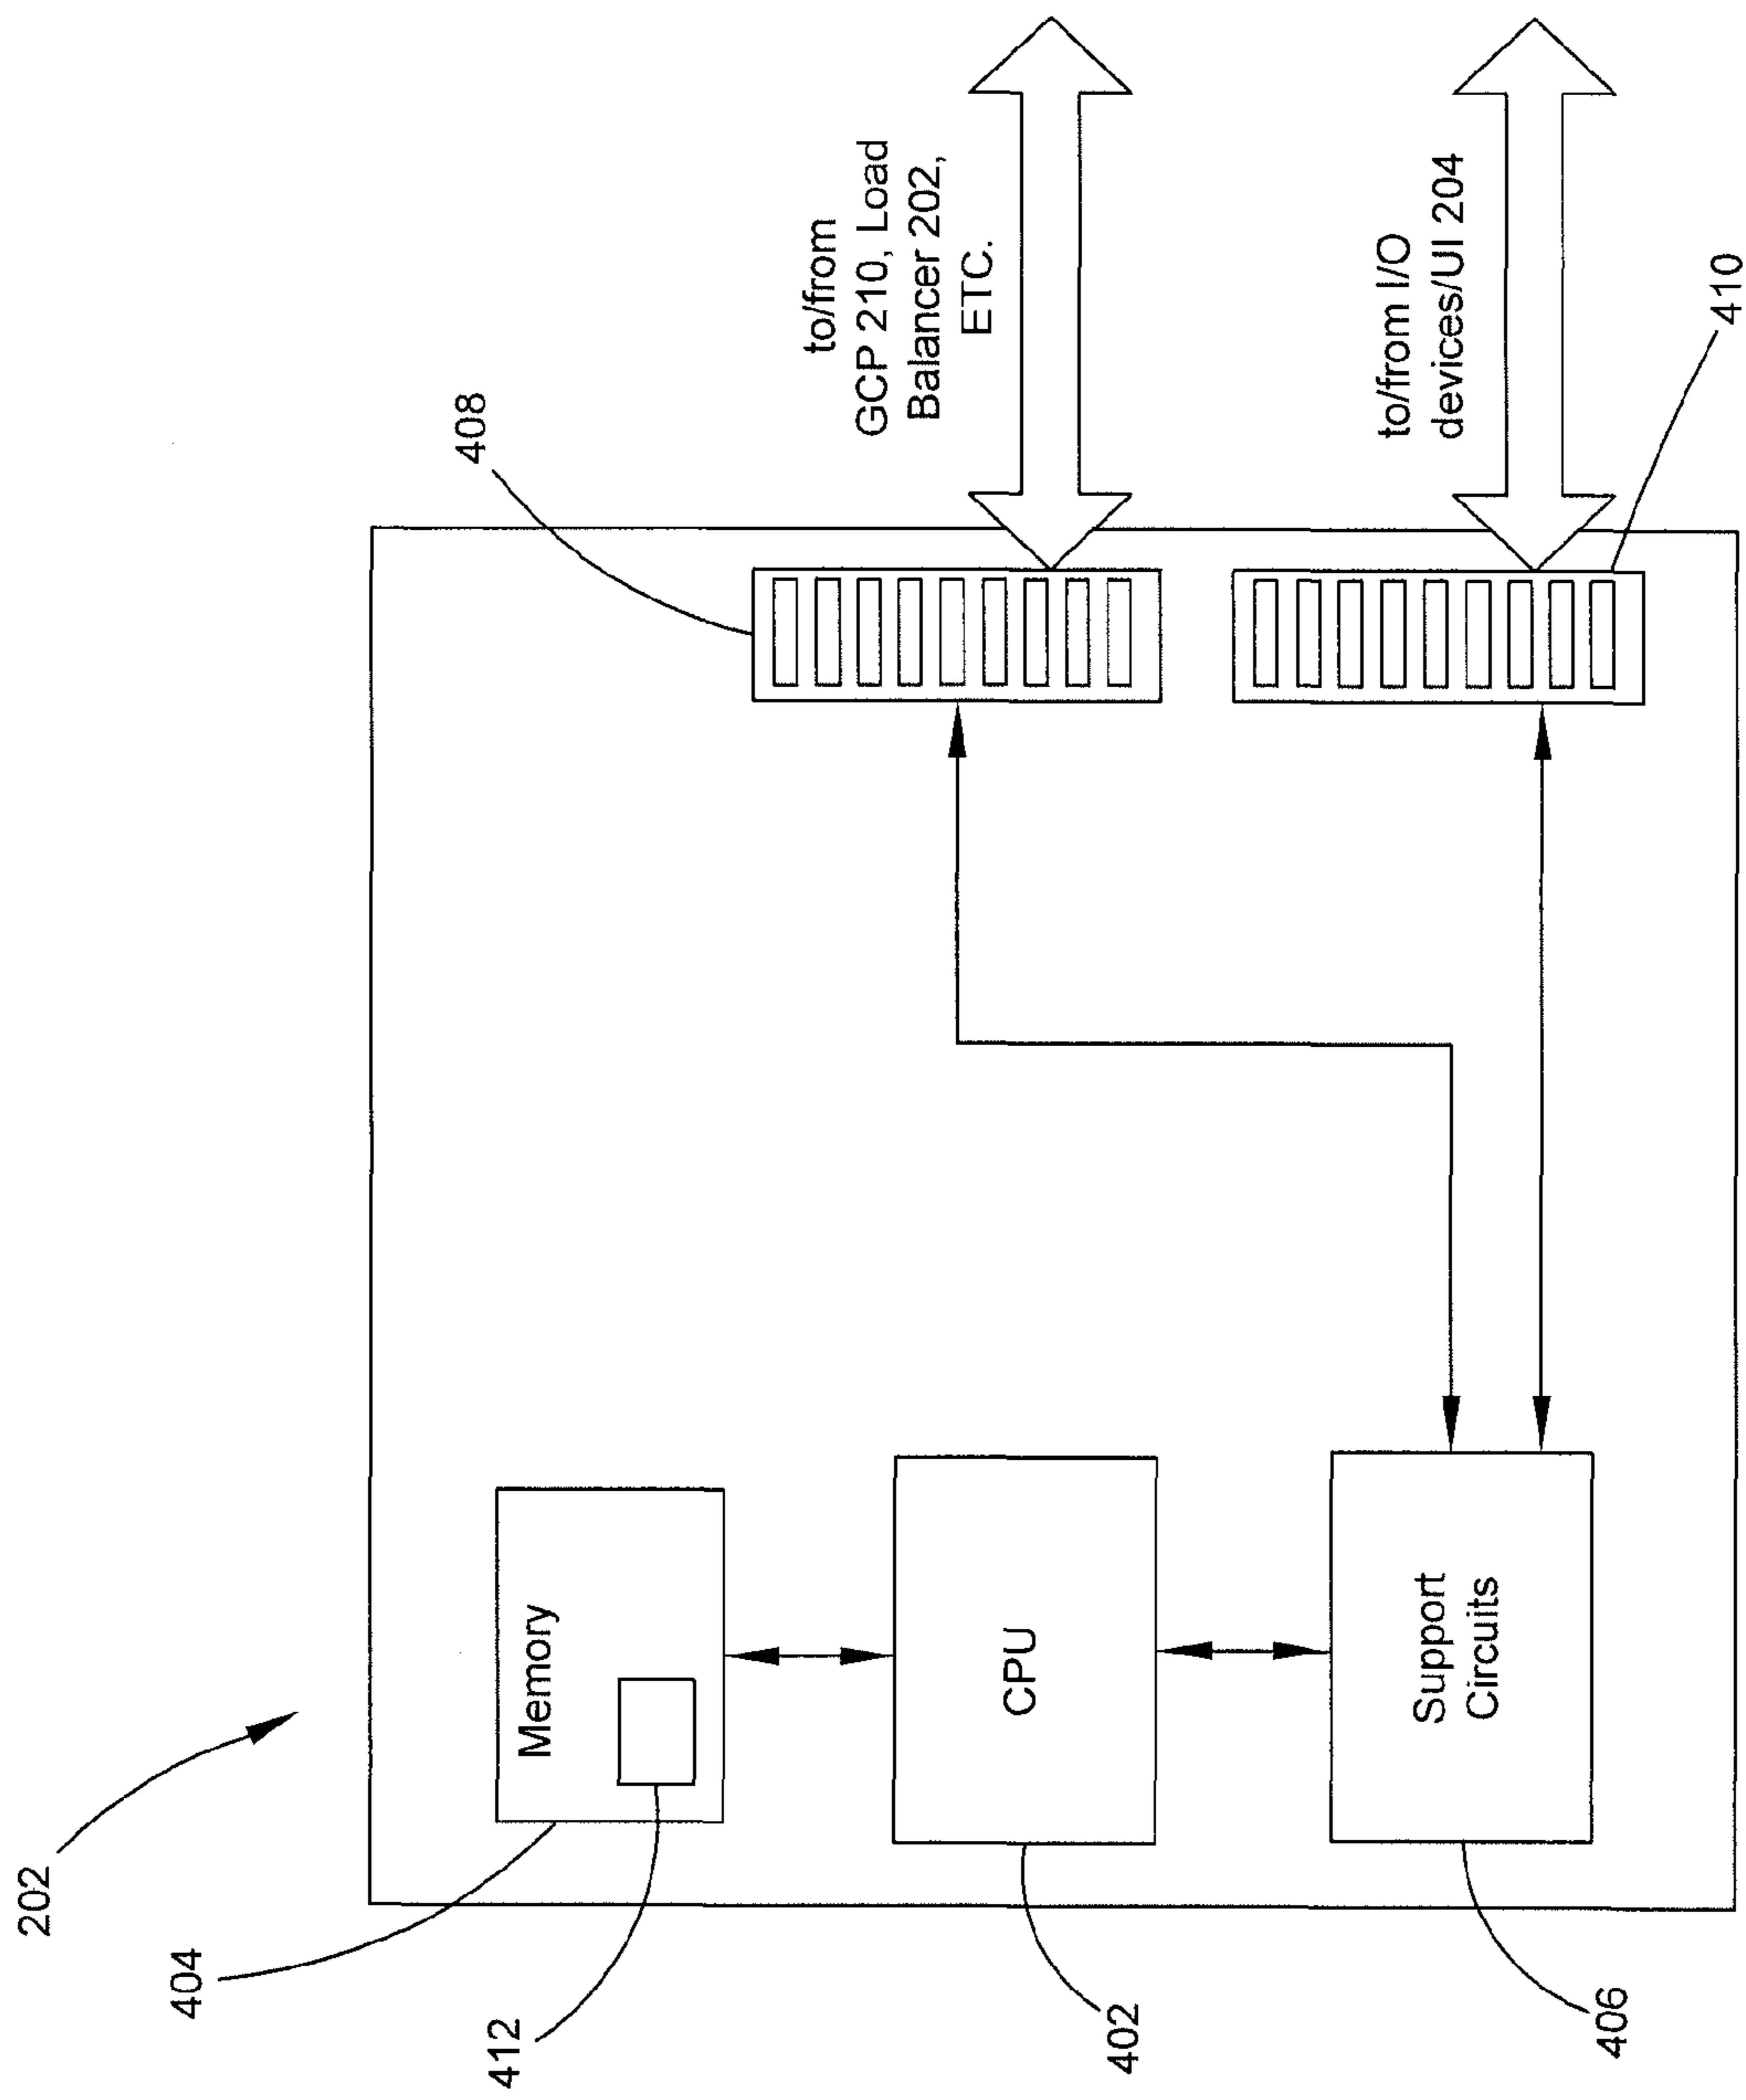 202
404
412
Memory
402
CPU
406
Support
Circuits
408
to/from
GCP 210, Load
Balancer 202,
ETC.
to/from I/O
devices/UI 204
410